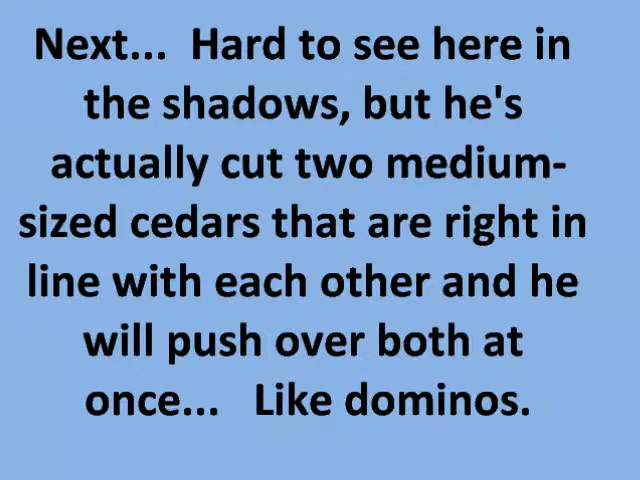 Next...  Hard to see here in
the shadows, but he's
actually cut two medium-
sized cedars that are right in
line with each other and he
will push over both at
once...   Like dominos.